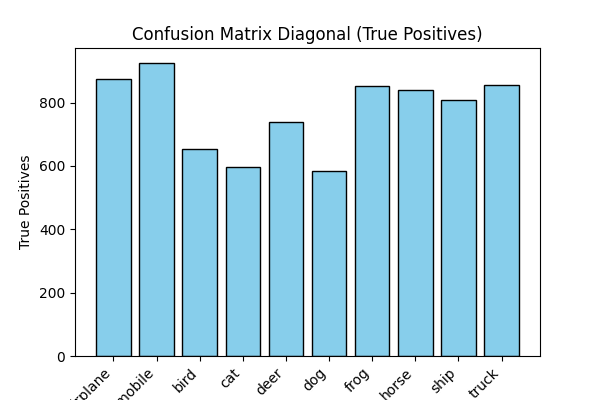 Confusion Matrix Diagonal (True Positives)
True Positives
800
600
400
200
0
rplane
mobile
bird
cat
deer
dog
frog
horse
ship
truck